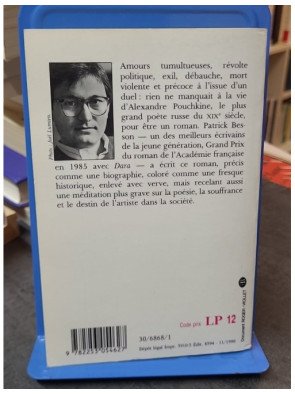 Amours tumultueuses, révolte
politique, exil, débauche, mort
violente et précoce à l'issue d'un
duel : rien ne manquait à la vie
d'Alexandre Pouchkine, le plus
grand poète russe du XIXᵉ siècle,
pour être un roman. Patrick Bes-
son — un des meilleurs écrivains
de la jeune génération, Grand Prix
du roman de l'Académie française
en 1985 avec Dara — a écrit ce roman, précis
comme une biographie, coloré comme une fresque
historique, enlevé avec verve, mais recelant aussi
une méditation plus grave sur la poésie, la souffrance
et le destin de l'artiste dans la société.
Code prix LP 12
30/6868/1
9 782253 054627